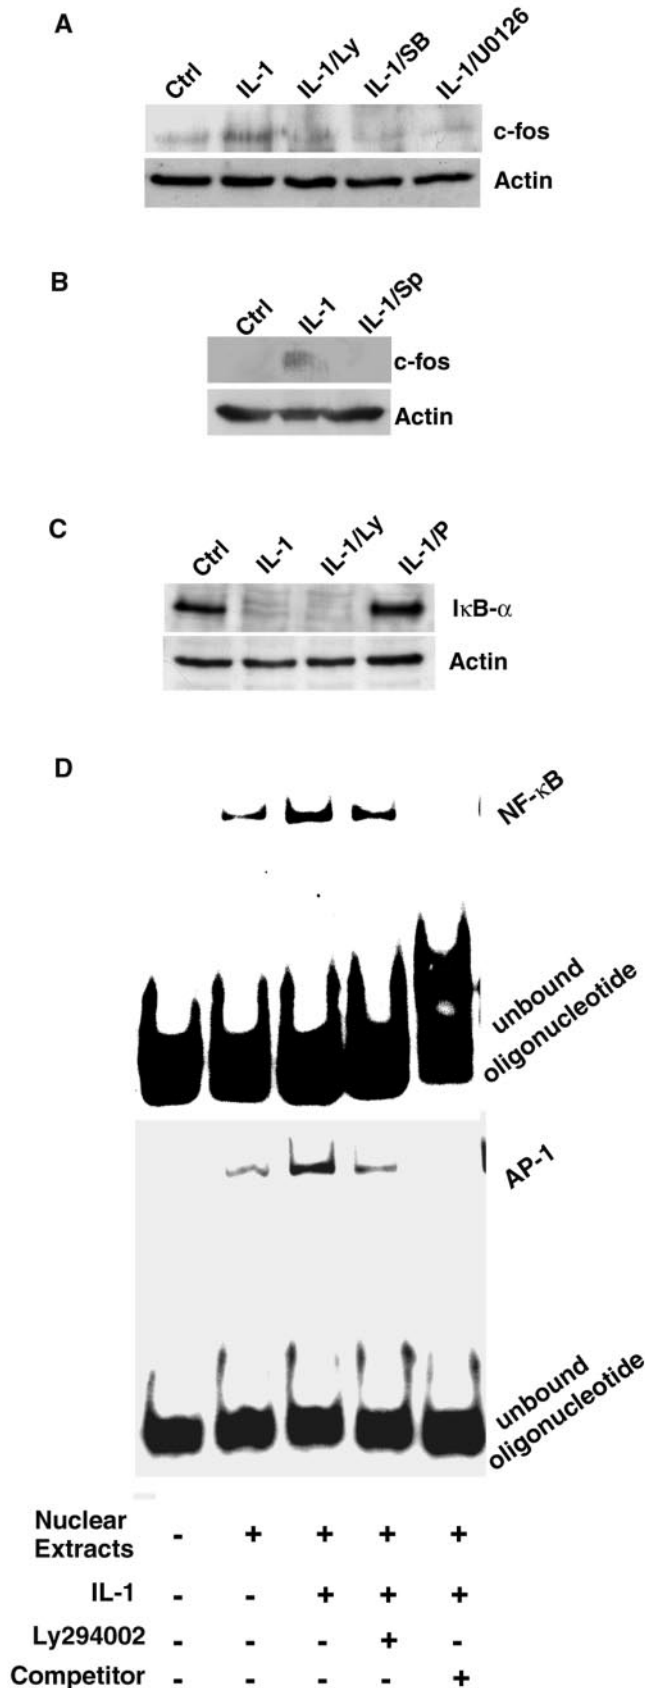 A
Ctrl IL-1 IL-1/Ly IL-1/SB IL-1/U0126
c-fos
Actin
B
Ctrl IL-1 IL-1/Sp
c-fos
Actin
C
Ctrl IL-1 IL-1/Ly IL-1/P
IκB-α
Actin
D
NF-κB
unbound
oligonucleotide
AP-1
unbound
oligonucleotide
Nuclear
Extracts - + + + +
IL-1 - - + + +
Ly294002 - - - + -
Competitor - - - - +